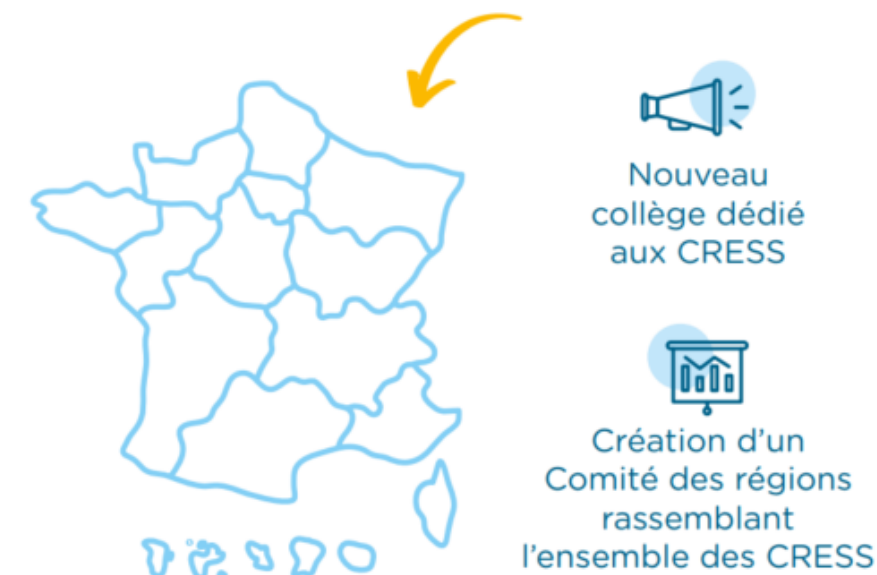 Nouveau
collège dédié
aux CRESS
Création d’un
Comité des régions
rassemblant
l’ensemble des CRESS